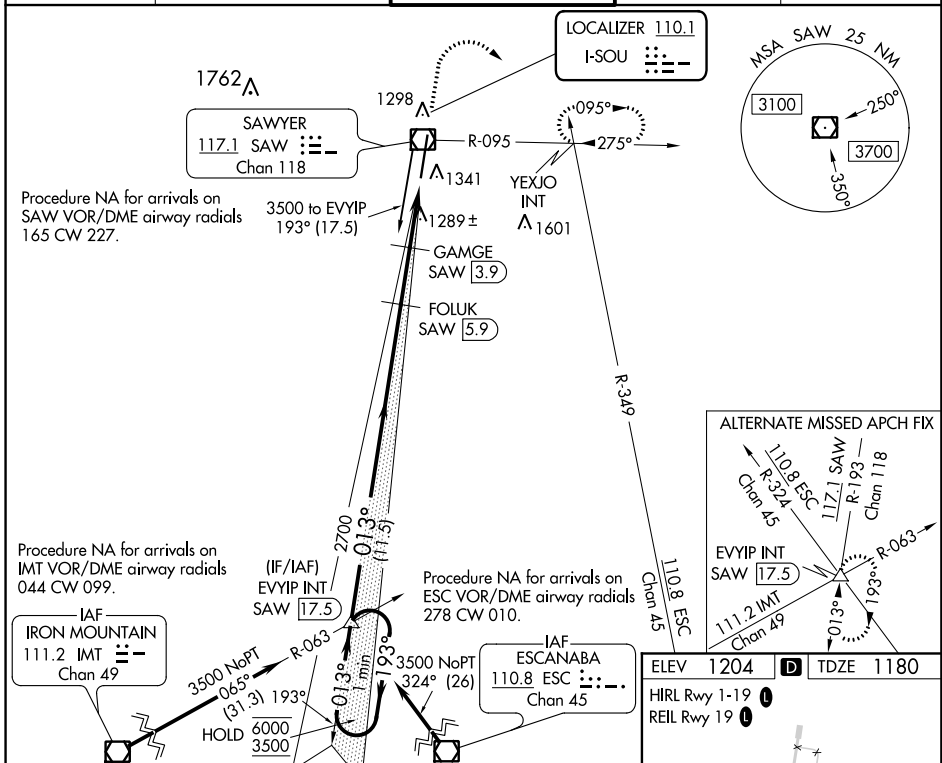 LOCALIZER 110.1
I-SOU
MSA SAW 25 NM
3100
250°
3700
350°
1762
1298
SAWYER
117.1 SAW
Chan 118
R-095
095°
275°
YEXJO
INT
1341
1601
1289±
Procedure NA for arrivals on
SAW VOR/DME airway radials
165 CW 227.
3500 to EVYIP
193° (17.5)
GAMGE
SAW 3.9
FOLUK
SAW 5.9
R-349
110.8 ESC
Chan 45
2700
013°
(11.5)
ALTERNATE MISSED APCH FIX
110.8 ESC
R-324
Chan 45
117.1 SAW
R-193
Chan 118
EVYIP INT
SAW 17.5
R-063
111.2 IMT
Chan 49
013°
193°
Procedure NA for arrivals on
IMT VOR/DME airway radials
044 CW 099.
(IF/IAF)
EVYIP INT
SAW 17.5
Procedure NA for arrivals on
ESC VOR/DME airway radials
278 CW 010.
IAF
IRON MOUNTAIN
111.2 IMT
Chan 49
3500 NoPT
065°
(31.3)
R-063
193°
HOLD
6000
3500
013°
1 min
193°
3500 NoPT
324° (26)
IAF
ESCANABA
110.8 ESC
Chan 45
ELEV 1204 D TDZE 1180
HIRL Rwy 1-19 L
REIL Rwy 19 L